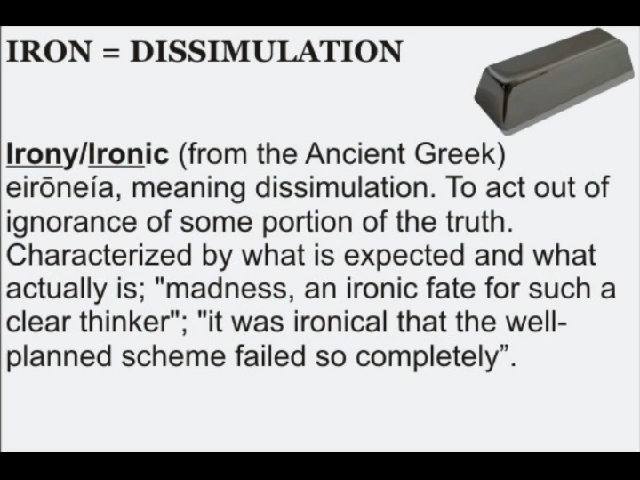 IRON = DISSIMULATION
Irony/Ironic (from the Ancient Greek)
eirōneía, meaning dissimulation. To act out of
ignorance of some portion of the truth.
Characterized by what is expected and what
actually is; "madness, an ironic fate for such a
clear thinker"; "it was ironical that the well-
planned scheme failed so completely”.